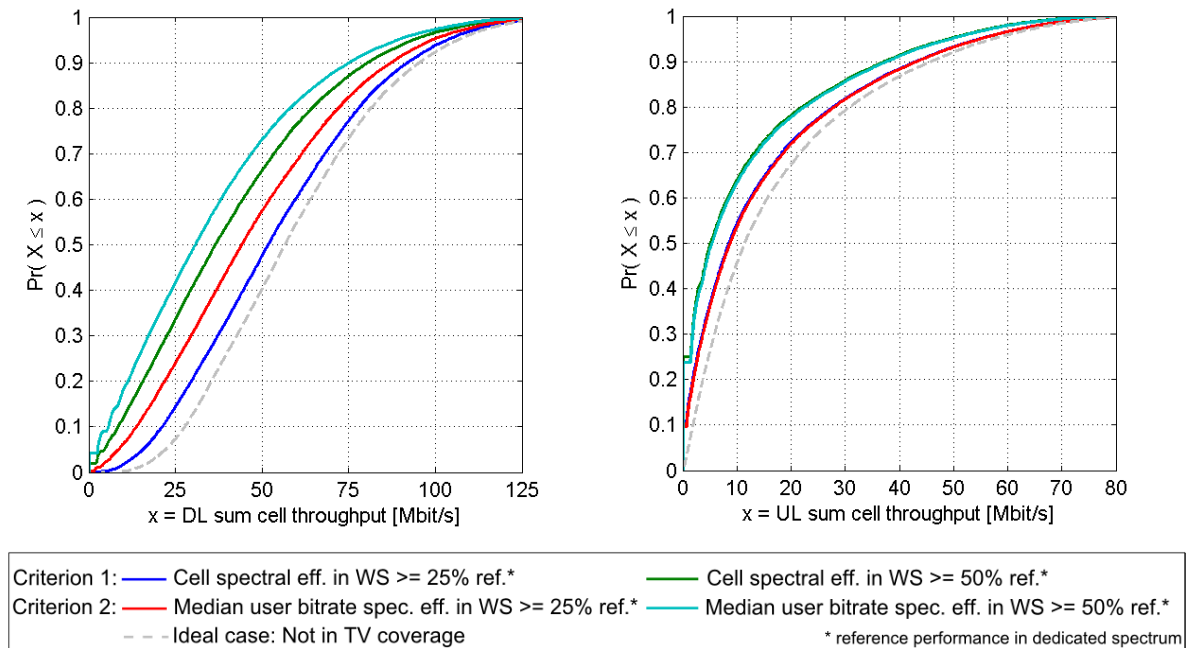 1
0.9
0.8
0.7
0.6
0.5
0.4
0.3
0.2
0.1
0
Pr( X ≤ x )
0 25 50 75 100 125
x = DL sum cell throughput [Mbit/s]
1
0.9
0.8
0.7
0.6
0.5
0.4
0.3
0.2
0.1
0
Pr( X ≤ x )
0 10 20 30 40 50 60 70 80
x = UL sum cell throughput [Mbit/s]
Criterion 1: Cell spectral eff. in WS >= 25% ref.* Cell spectral eff. in WS >= 50% ref.*
Criterion 2: Median user bitrate spec. eff. in WS >= 25% ref.* Median user bitrate spec. eff. in WS >= 50% ref.*
Ideal case: Not in TV coverage * reference performance in dedicated spectrum